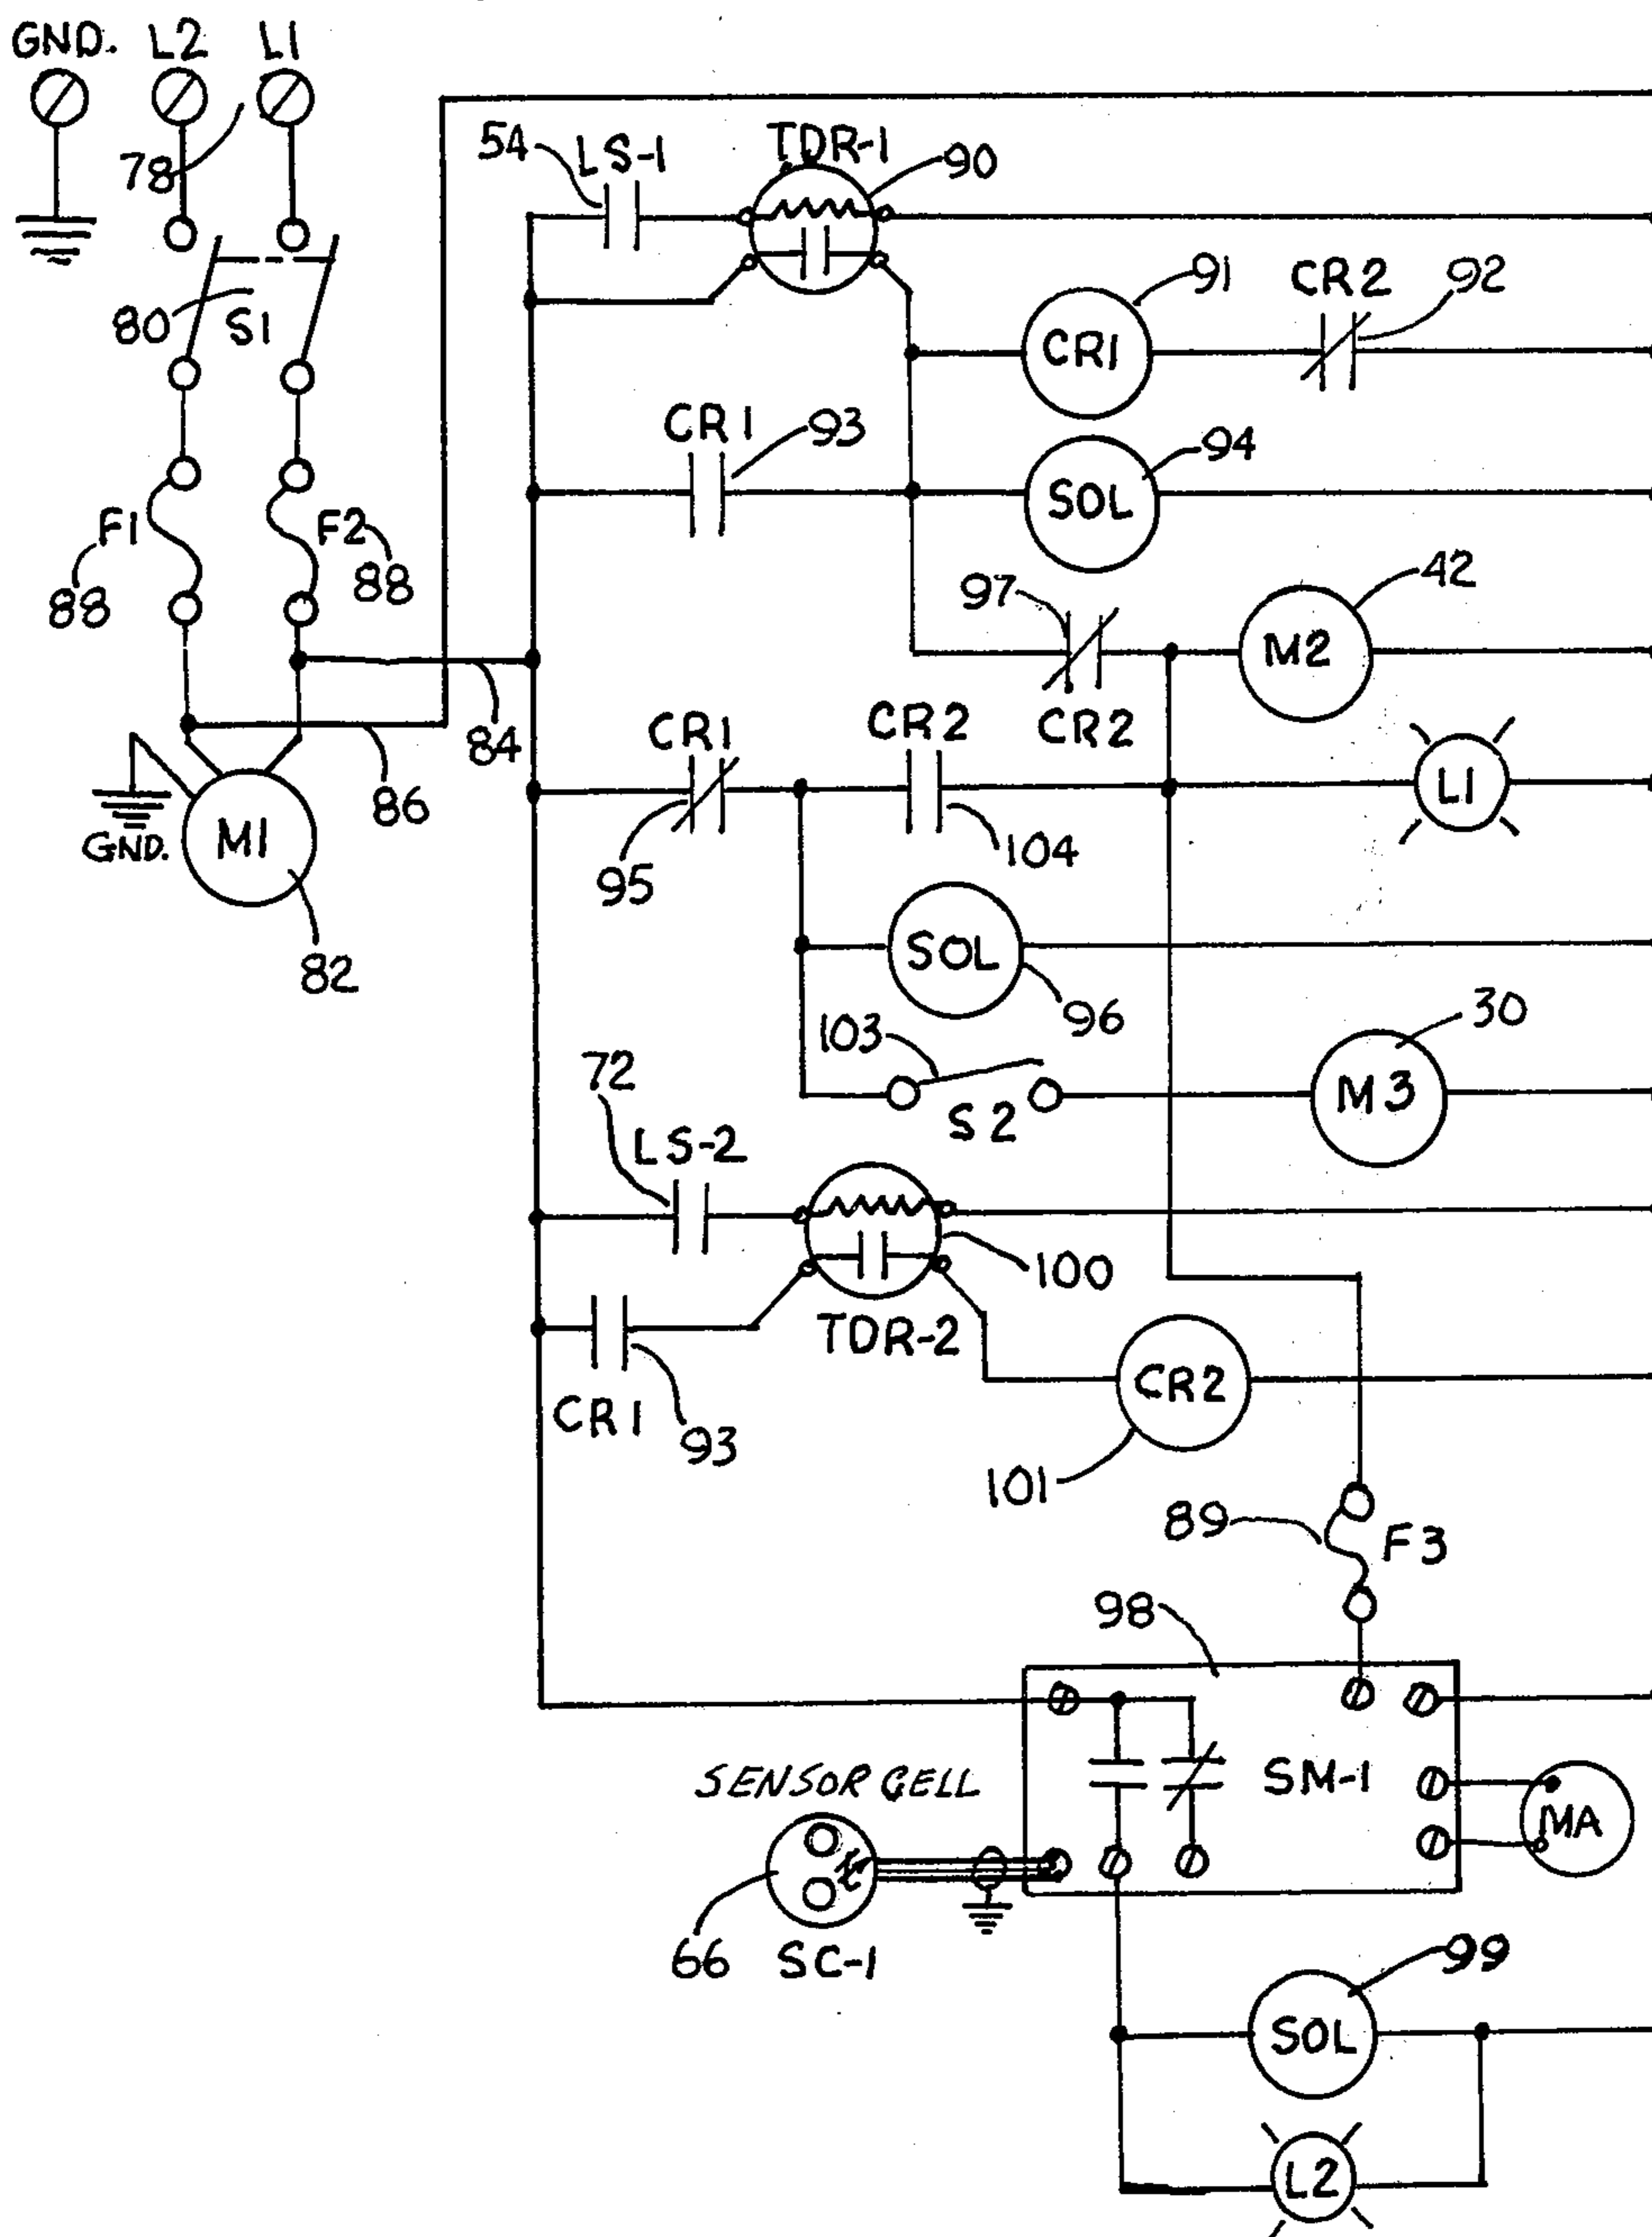 GND. L2 L1
78
54 LS-1 TDR-1 90
91 CR2 92
80 S1
CR1
CR1 93
94
SOL
F1 F2 88
88
97 42
M2
CR1 CR2 CR2
84
86
L1
GND. M1
95 104
82
SOL
96
30
103
S2 M3
72
LS-2
100
TDR-2
CR1 93
CR2
101
89 F3
98
SENSOR CELL SM-1
MA
66 SC-1
99
SOL
L2